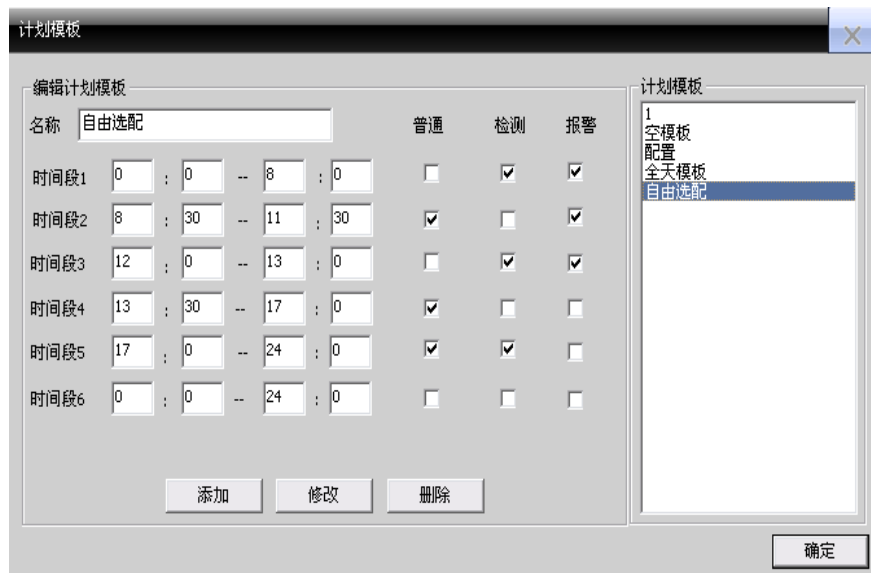 计划模板
编辑计划模板
名称 自由选配 普通 检测 报警
时间段1 0 : 0 -- 8 : 0
时间段2 8 : 30 -- 11 : 30
时间段3 12 : 0 -- 13 : 0
时间段4 13 : 30 -- 17 : 0
时间段5 17 : 0 -- 24 : 0
时间段6 0 : 0 -- 24 : 0
添加 修改 删除
计划模板
1
空模板
配置
全天模板
自由选配
确定